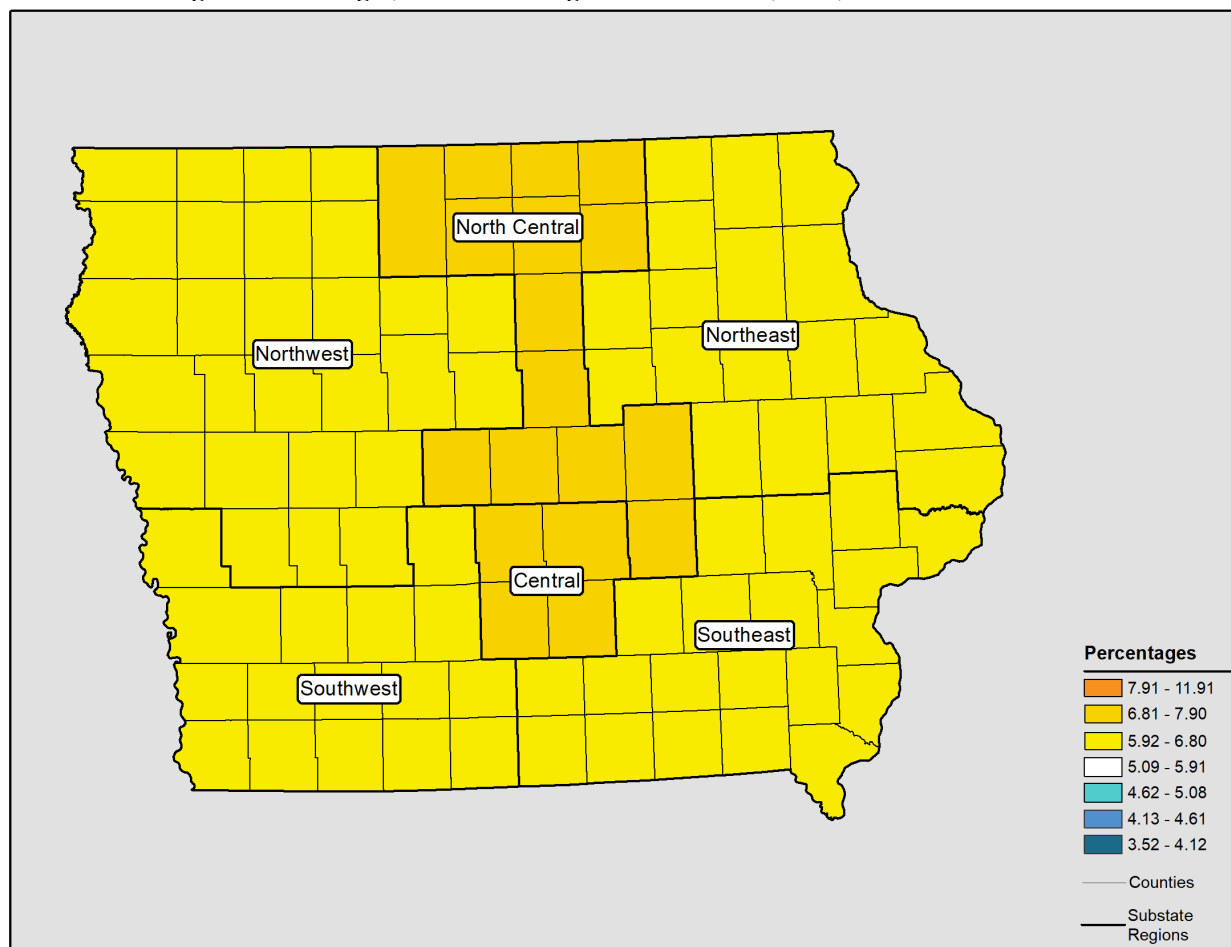 North Central
Northeast
Northwest
Central
Southeast
Southwest
Percentages
7.91 - 11.91
6.81 - 7.90
5.92 - 6.80
5.09 - 5.91
4.62 - 5.08
4.13 - 4.61
3.52 - 4.12
Counties
Substate
Regions